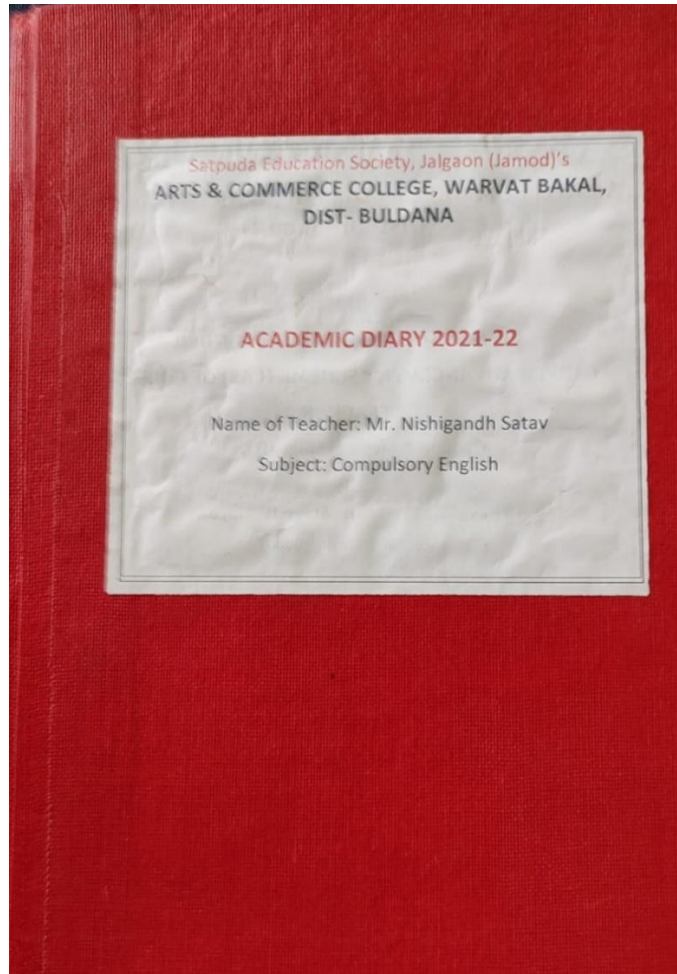 Satpuda Education Society, Jalgaon (Jamod)'s
ARTS & COMMERCE COLLEGE, WARVAT BAKAL,
DIST- BULDANA
ACADEMIC DIARY 2021-22
Name of Teacher: Mr. Nishigandh Satav
Subject: Compulsory English